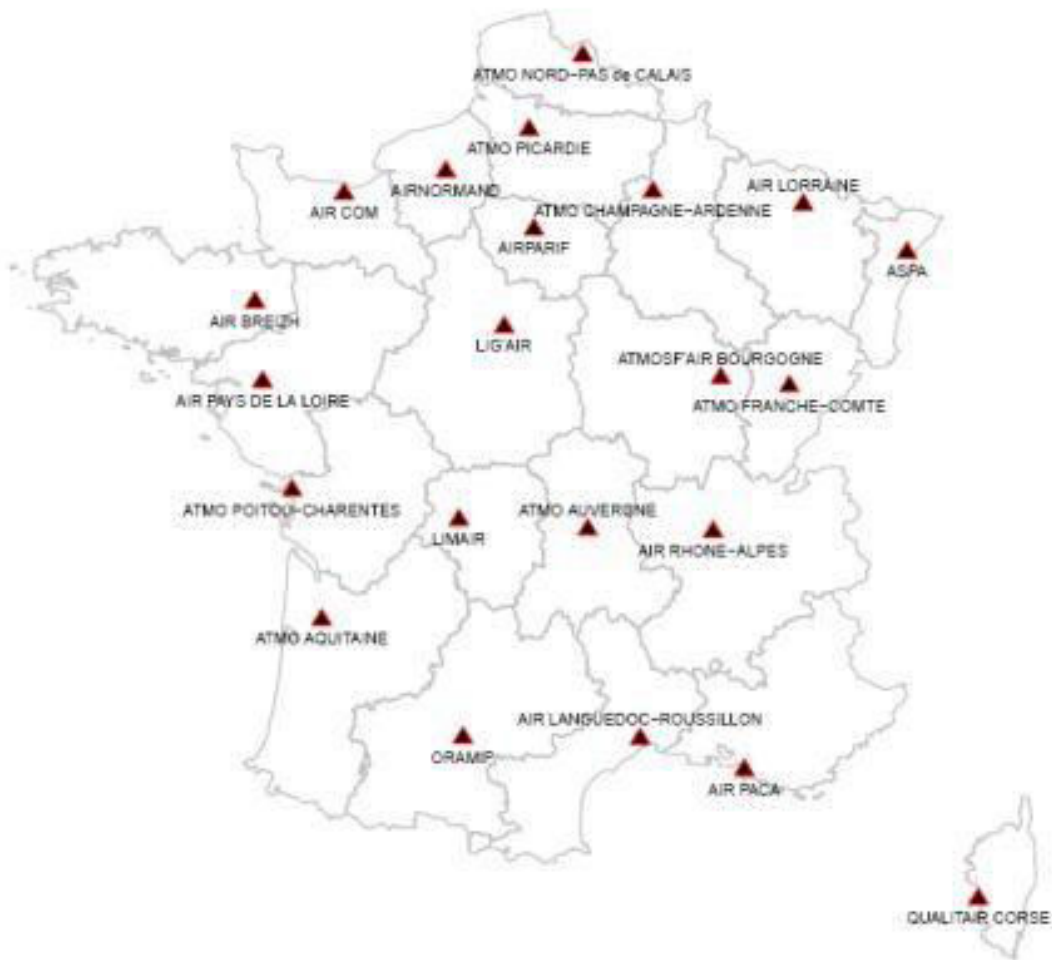 ATMO NORD-PAS de CALAIS
ATMO PICARDIE
AIR LORRAINE
AIRNORMAND
ATMO CHAMPAGNE-ARDENNE
AIR COM
AIRPARIF
ASPA
AIR BREIZH
LIG'AIR
ATMOSF'AIR BOURGOGNE
AIR PAYS DE LA LOIRE
ATMO FRANCHE-COMTE
ATMO POITOU-CHARENTES
ATMO AUVERGNE
LIMAIR
AIR RHONE-ALPES
ATMO AQUITAINE
AIR LANGUEDOC-ROUSSILLON
ORAMIP
AIR PACA
QUALITAIR CORSE